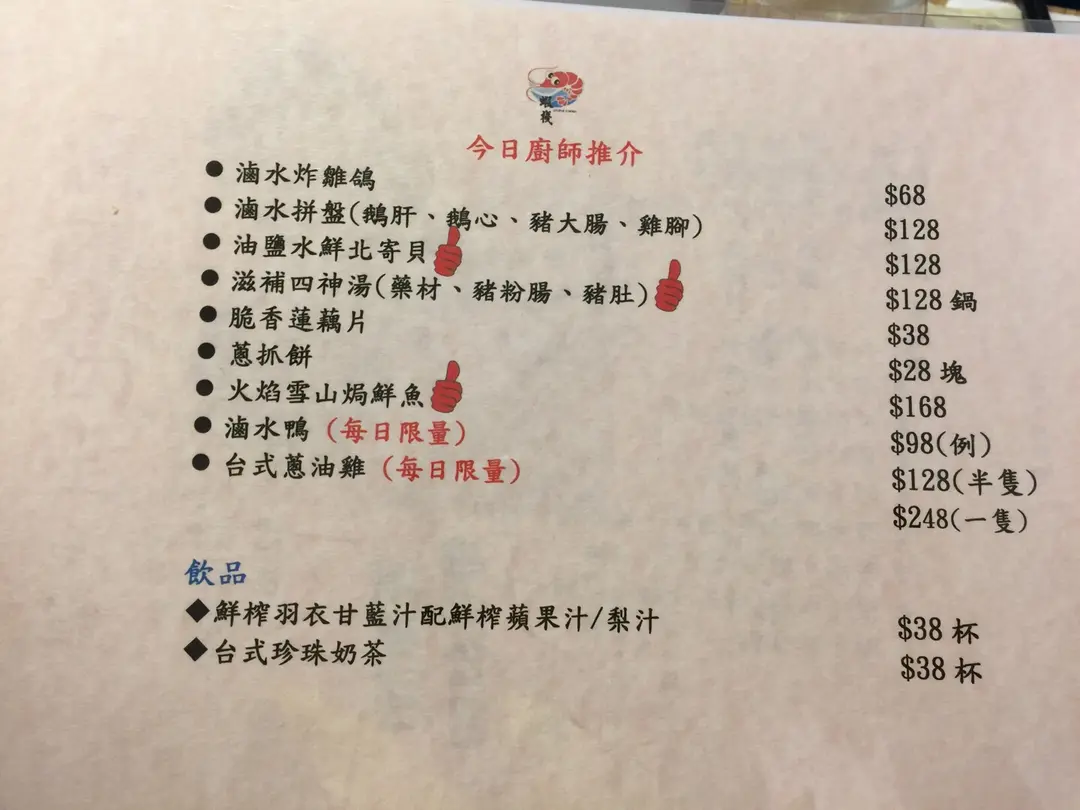 蝦棧
今日廚師推介
● 滷水炸雛鴿 $68
● 滷水拼盤(鵝肝、鵝心、豬大腸、雞腳) $128
● 油鹽水鮮北寄貝 $128
● 滋補四神湯(藥材、豬粉腸、豬肚) $128 鍋
● 脆香蓮藕片 $38
● 蔥抓餅 $28 塊
● 火焰雪山焗鮮魚 $168
● 滷水鴨 (每日限量) $98(例)
● 台式蔥油雞 (每日限量) $128(半隻)
$248(一隻)
飲品
◆鮮榨羽衣甘藍汁配鮮榨蘋果汁/梨汁 $38 杯
◆台式珍珠奶茶 $38 杯